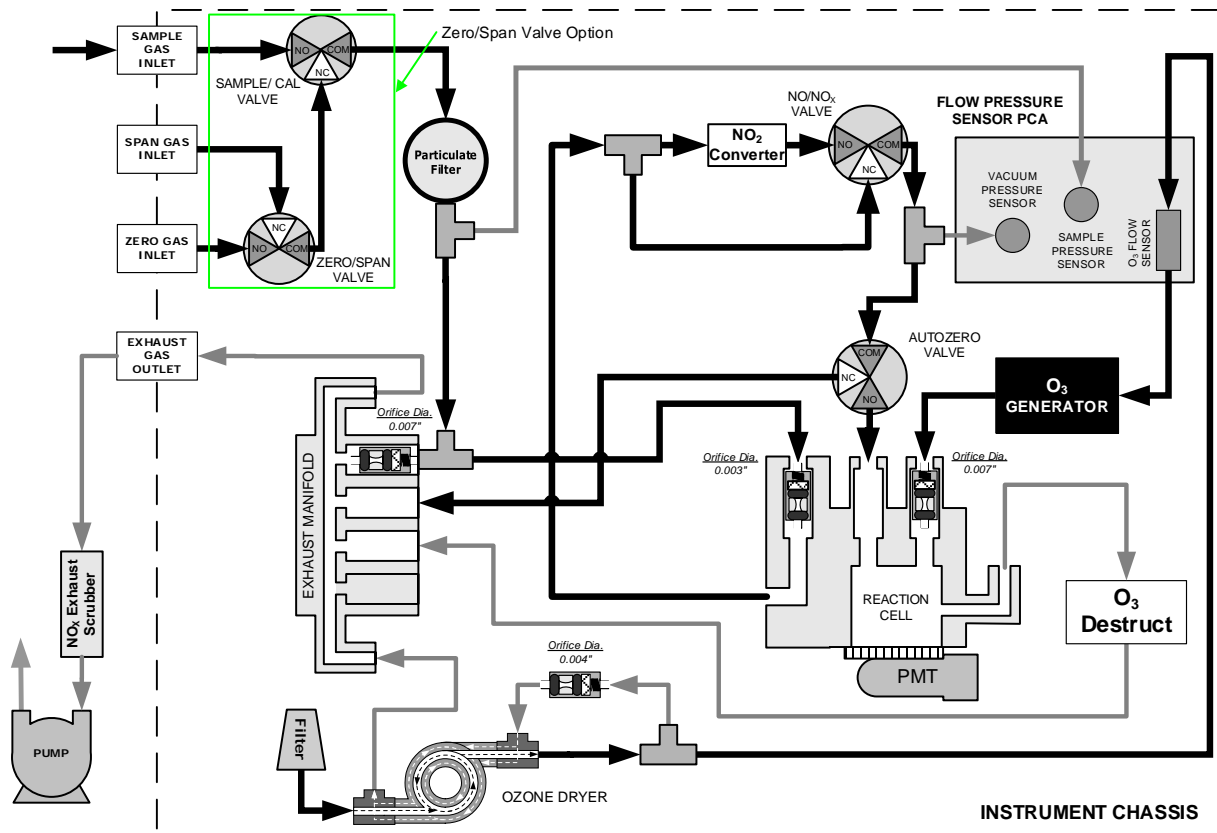 SAMPLE
GAS
INLET
NO
COM
NC
SAMPLE/ CAL
VALVE
Zero/Span Valve Option
SPAN GAS
INLET
NC
NO
COM
ZERO GAS
INLET
ZERO/SPAN
VALVE
Particulate
Filter
NO/NOX
VALVE
NO2
Converter
NO
COM
NC
FLOW PRESSURE
SENSOR PCA
VACUUM
PRESSURE
SENSOR
SAMPLE
PRESSURE
SENSOR
O3 FLOW
SENSOR
EXHAUST
GAS
OUTLET
AUTOZERO
VALVE
COM
NC
NO
O3
GENERATOR
Orifice Dia.
0.007"
Orifice Dia.
0.003"
Orifice Dia.
0.007"
EXHAUST MANIFOLD
NOX Exhaust
Scrubber
REACTION
CELL
PMT
O3
Destruct
Orifice Dia.
0.004"
PUMP
Filter
OZONE DRYER
INSTRUMENT CHASSIS